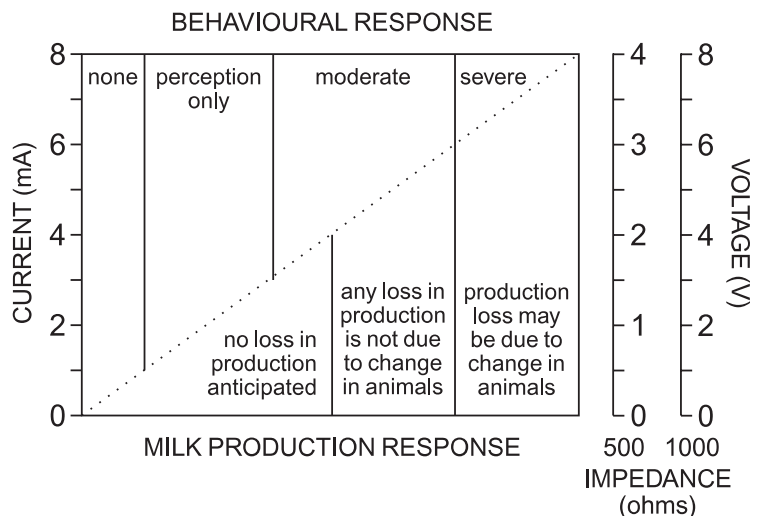 BEHAVIOURAL RESPONSE
none
perception
only
moderate
severe
CURRENT (mA)
8
6
4
2
0
no loss in
production
anticipated
any loss in
production
is not due
to change
in animals
production
loss may
be due to
change in
animals
MILK PRODUCTION RESPONSE
4
3
2
1
0
500
8
6
4
2
0
1000
VOLTAGE (V)
IMPEDANCE
(ohms)